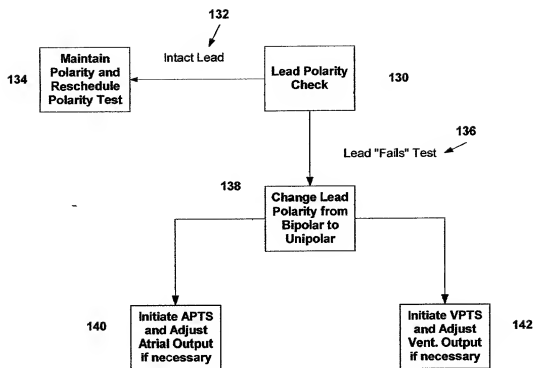 132
Intact Lead
134
Maintain
Polarity and
Reschedule
Polarity Test
Lead Polarity
Check
130
136
Lead "Fails" Test
138
Change Lead
Polarity from
Bipolar to
Unipolar
140
Initiate APTS
and Adjust
Atrial Output
if necessary
Initiate VPTS
and Adjust
Vent. Output
if necessary
142